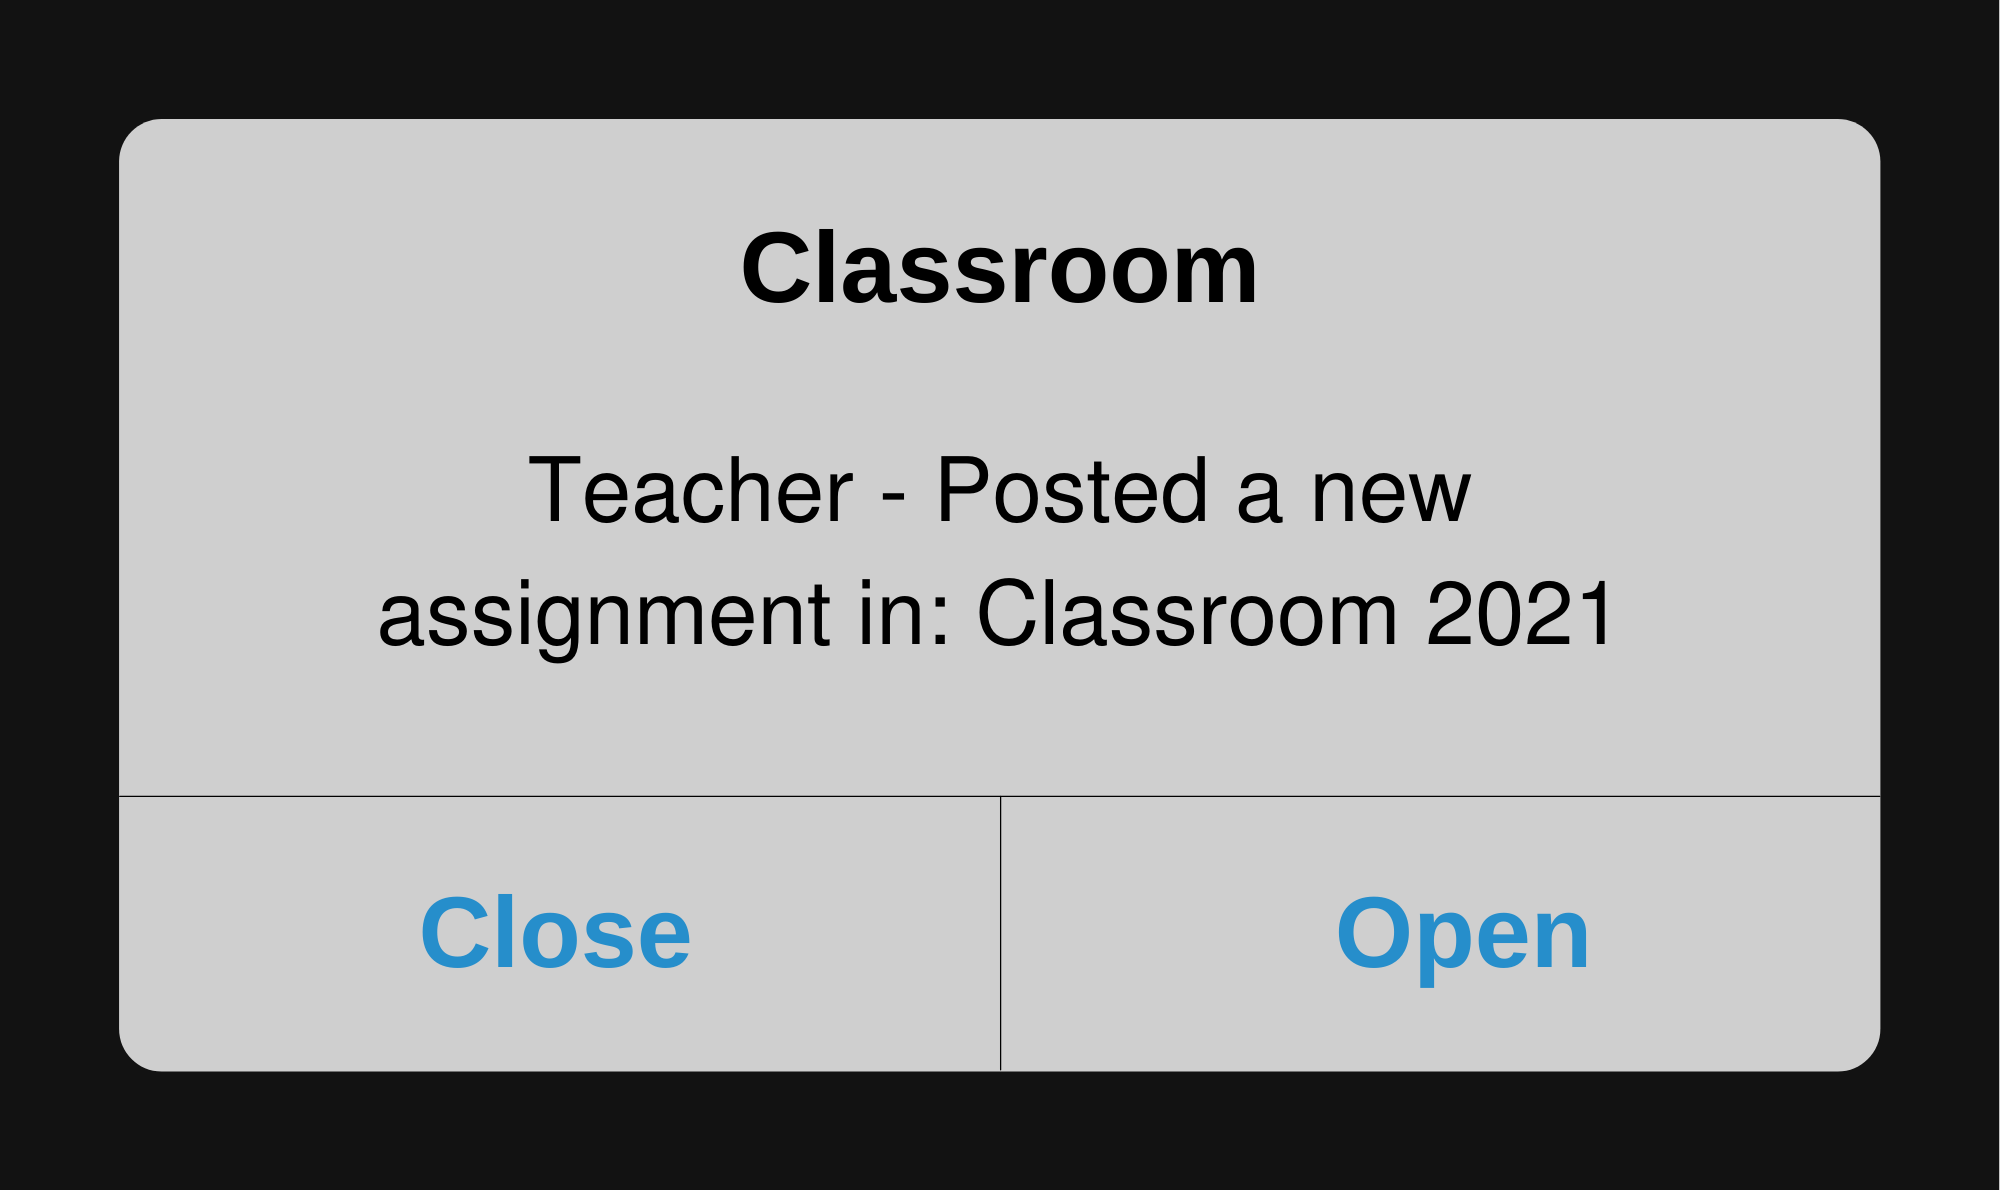 Classroom
Teacher - Posted a new
assignment in: Classroom 2021
Close
Open